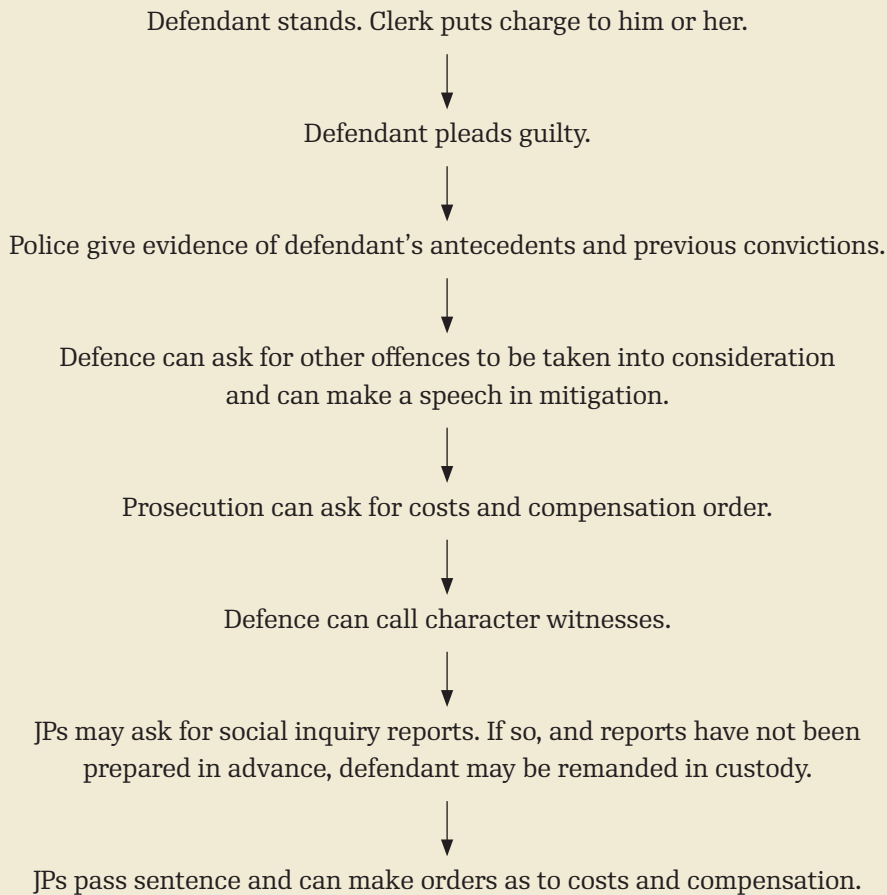 Defendant stands. Clerk puts charge to him or her.
Defendant pleads guilty.
Police give evidence of defendant’s antecedents and previous convictions.
Defence can ask for other offences to be taken into consideration
and can make a speech in mitigation.
Prosecution can ask for costs and compensation order.
Defence can call character witnesses.
JPs may ask for social inquiry reports. If so, and reports have not been
prepared in advance, defendant may be remanded in custody.
JPs pass sentence and can make orders as to costs and compensation.